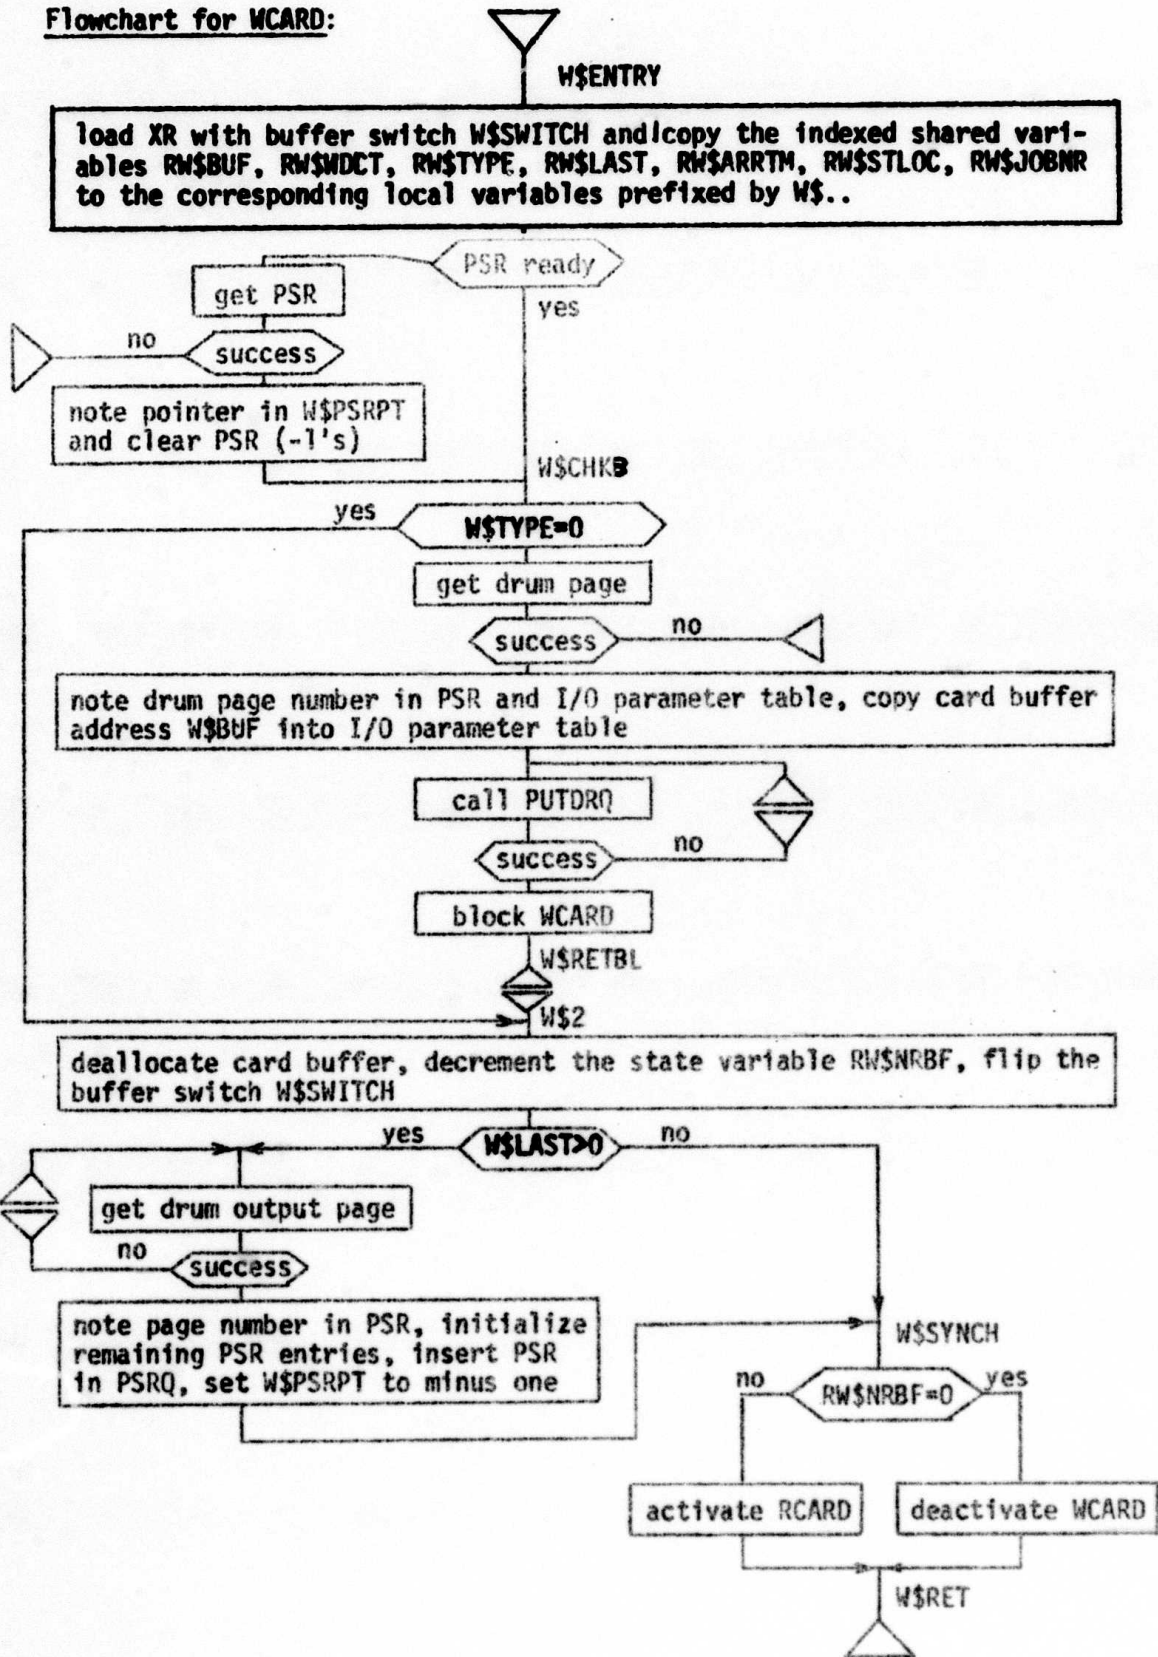 Flowchart for WCARD:
W$ENTRY
load XR with buffer switch W$SWITCH and copy the indexed shared vari-
ables RW$BUF, RW$WDCT, RW$TYPE, RW$LAST, RW$ARRTM, RW$STLOC, RW$JOBNR
to the corresponding local variables prefixed by W$..
PSR ready
get PSR
yes
no
success
note pointer in W$PSRPT
and clear PSR (-1's)
W$CHKB
yes
W$TYPE=0
get drum page
success
no
note drum page number in PSR and I/O parameter table, copy card buffer
address W$BUF into I/O parameter table
call PUTDRQ
success
no
block WCARD
W$RETBL
W$2
deallocate card buffer, decrement the state variable RW$NRBF, flip the
buffer switch W$SWITCH
yes
W$LAST>0
no
get drum output page
no
success
note page number in PSR, initialize
remaining PSR entries, insert PSR
in PSRQ, set W$PSRPT to minus one
W$SYNCH
no
RW$NRBF=0
yes
activate RCARD
deactivate WCARD
W$RET